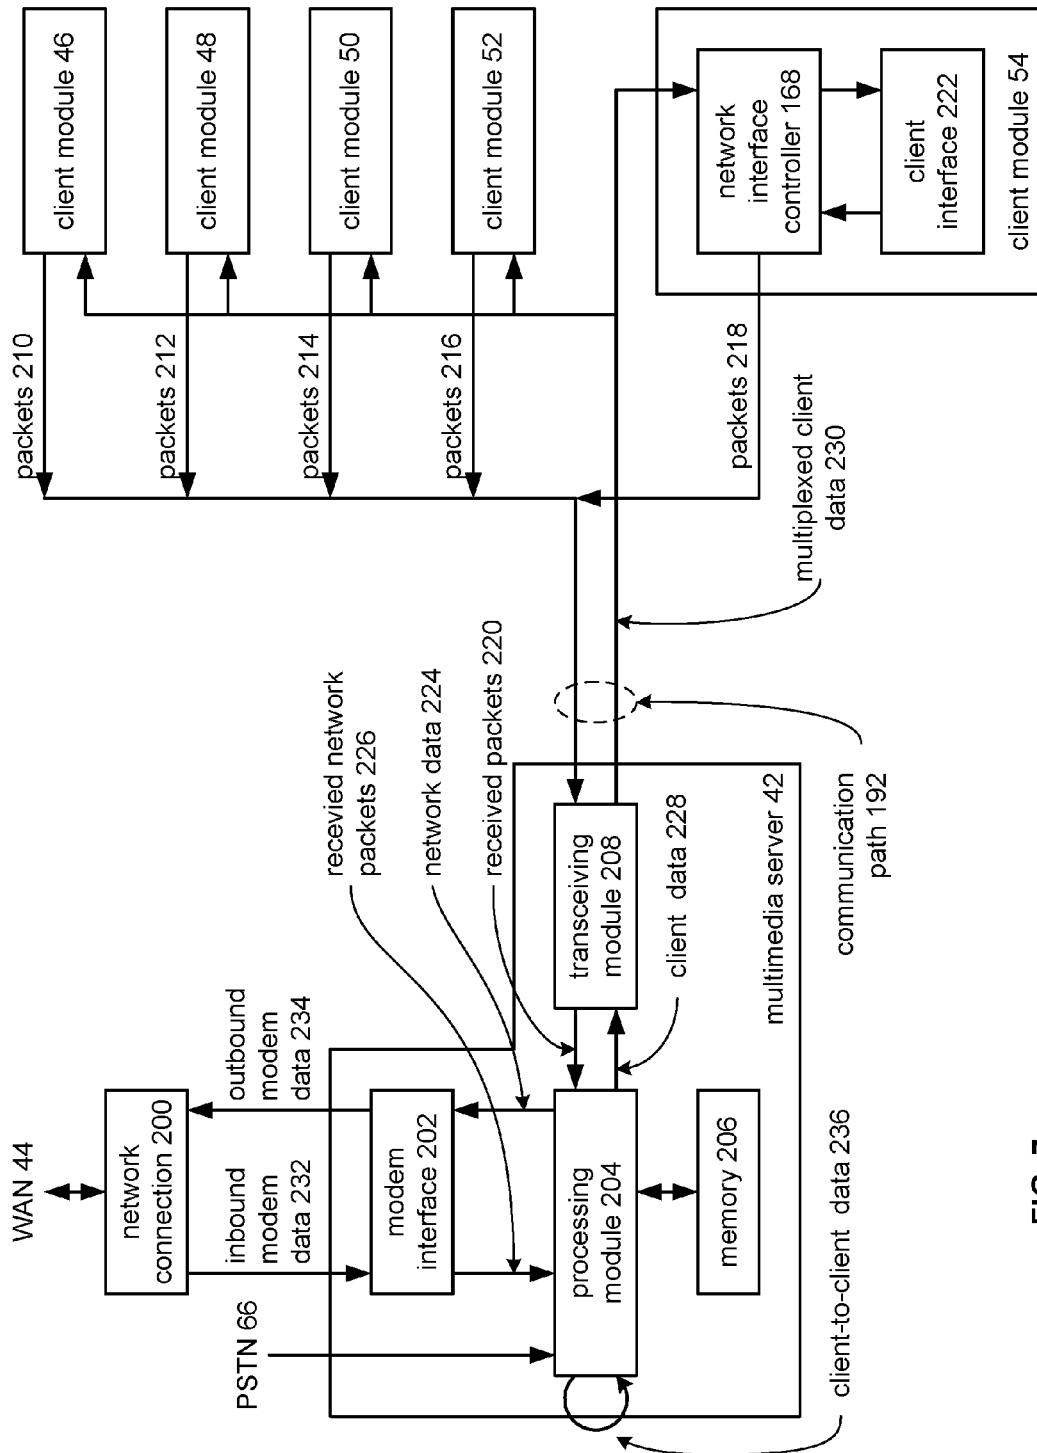 WAN 44
network
connection 200
inbound
modem
data 232
outbound
modem
data 234
PSTN 66
modem
interface 202
recevied network
packets 226
network data 224
received packets 220
processing
module 204
transceiving
module 208
client data 228
memory 206
multimedia server 42
client-to-client data 236
communication
path 192
multiplexed client
data 230
packets 210
packets 212
packets 214
packets 216
packets 218
client module 46
client module 48
client module 50
client module 52
network
interface
controller 168
client
interface 222
client module 54